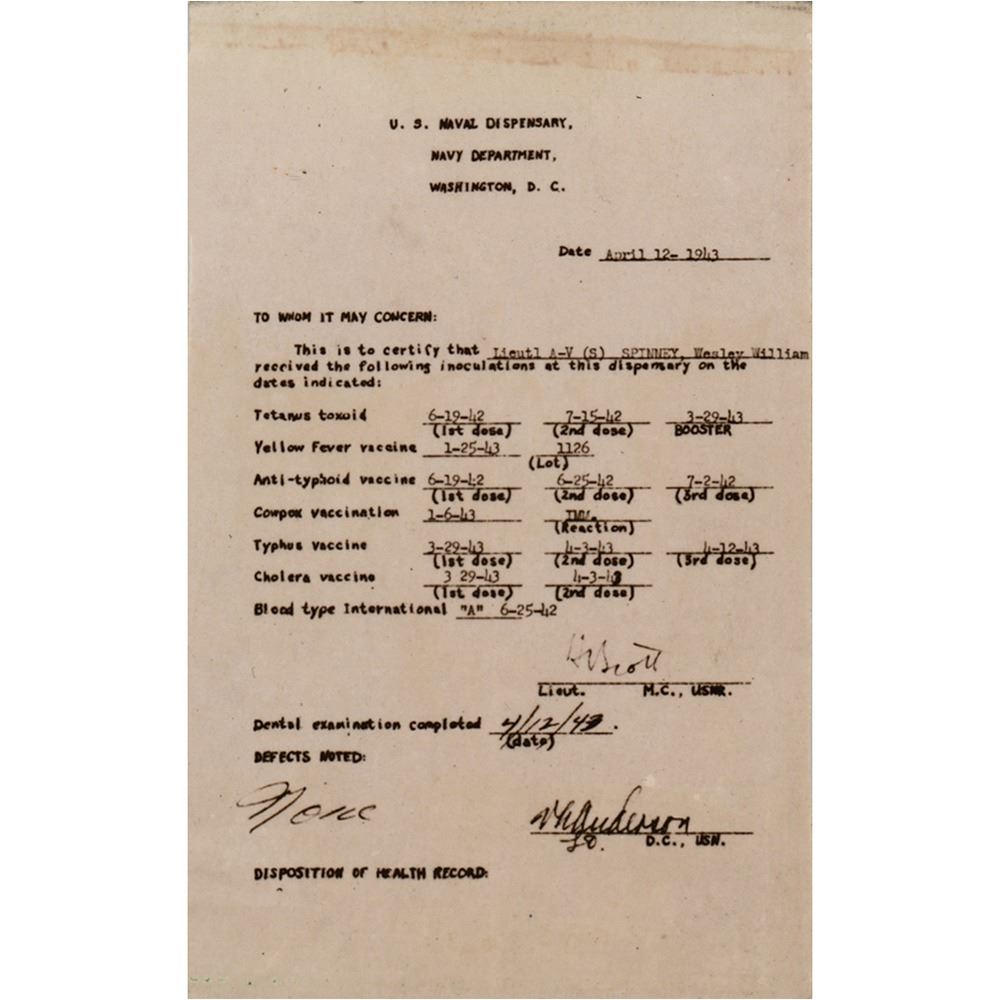 U. S. NAVAL DISPENSARY,
NAVY DEPARTMENT,
WASHINGTON, D. C.
Date April 12- 1943
TO WHOM IT MAY CONCERN:
This is to certify that Lieutl A-V (S) SPINNEY, Wesley William
received the following inoculations at this dispensary on the
dates indicated:
Tetanus toxoid 6-19-42 7-15-42 3-29-43
(1st dose) (2nd dose) BOOSTER
Yellow Fever vaccine 1-25-43 1126
(Lot)
Anti-typhoid vaccine 6-19-42 6-25-42 7-2-42
(1st dose) (2nd dose) (3rd dose)
Cowpox vaccination 1-6-43
(Reaction)
Typhus vaccine 3-29-43 4-3-43 4-12-43
(1st dose) (2nd dose) (3rd dose)
Cholera vaccine 3 29-43 4-3-43
(1st dose) (2nd dose)
Blood type International "A" 6-25-42
Scott
Lieut. M.C., USNR.
Dental examination completed 4/12/43.
(date)
DEFECTS NOTED:
None
Anderson
D.C., USN.
DISPOSITION OF HEALTH RECORD: